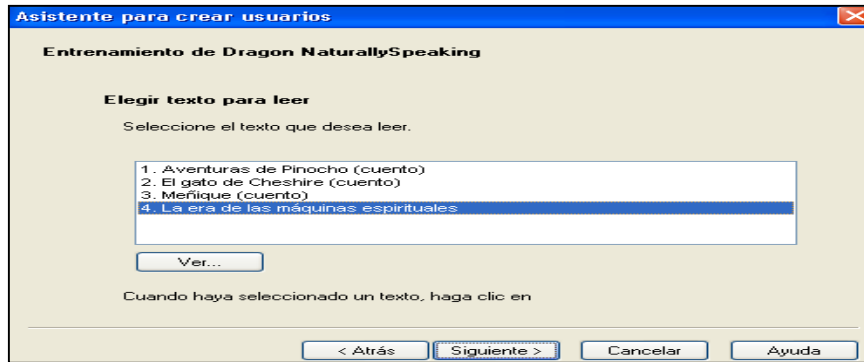 Asistente para crear usuarios
Entrenamiento de Dragon NaturallySpeaking
Elegir texto para leer
Seleccione el texto que desea leer.
1. Aventuras de Pinocho (cuento)
2. El gato de Cheshire (cuento)
3. Meñique (cuento)
4. La era de las máquinas espirituales
Ver...
Cuando haya seleccionado un texto, haga clic en
< Atrás Siguiente > Cancelar Ayuda